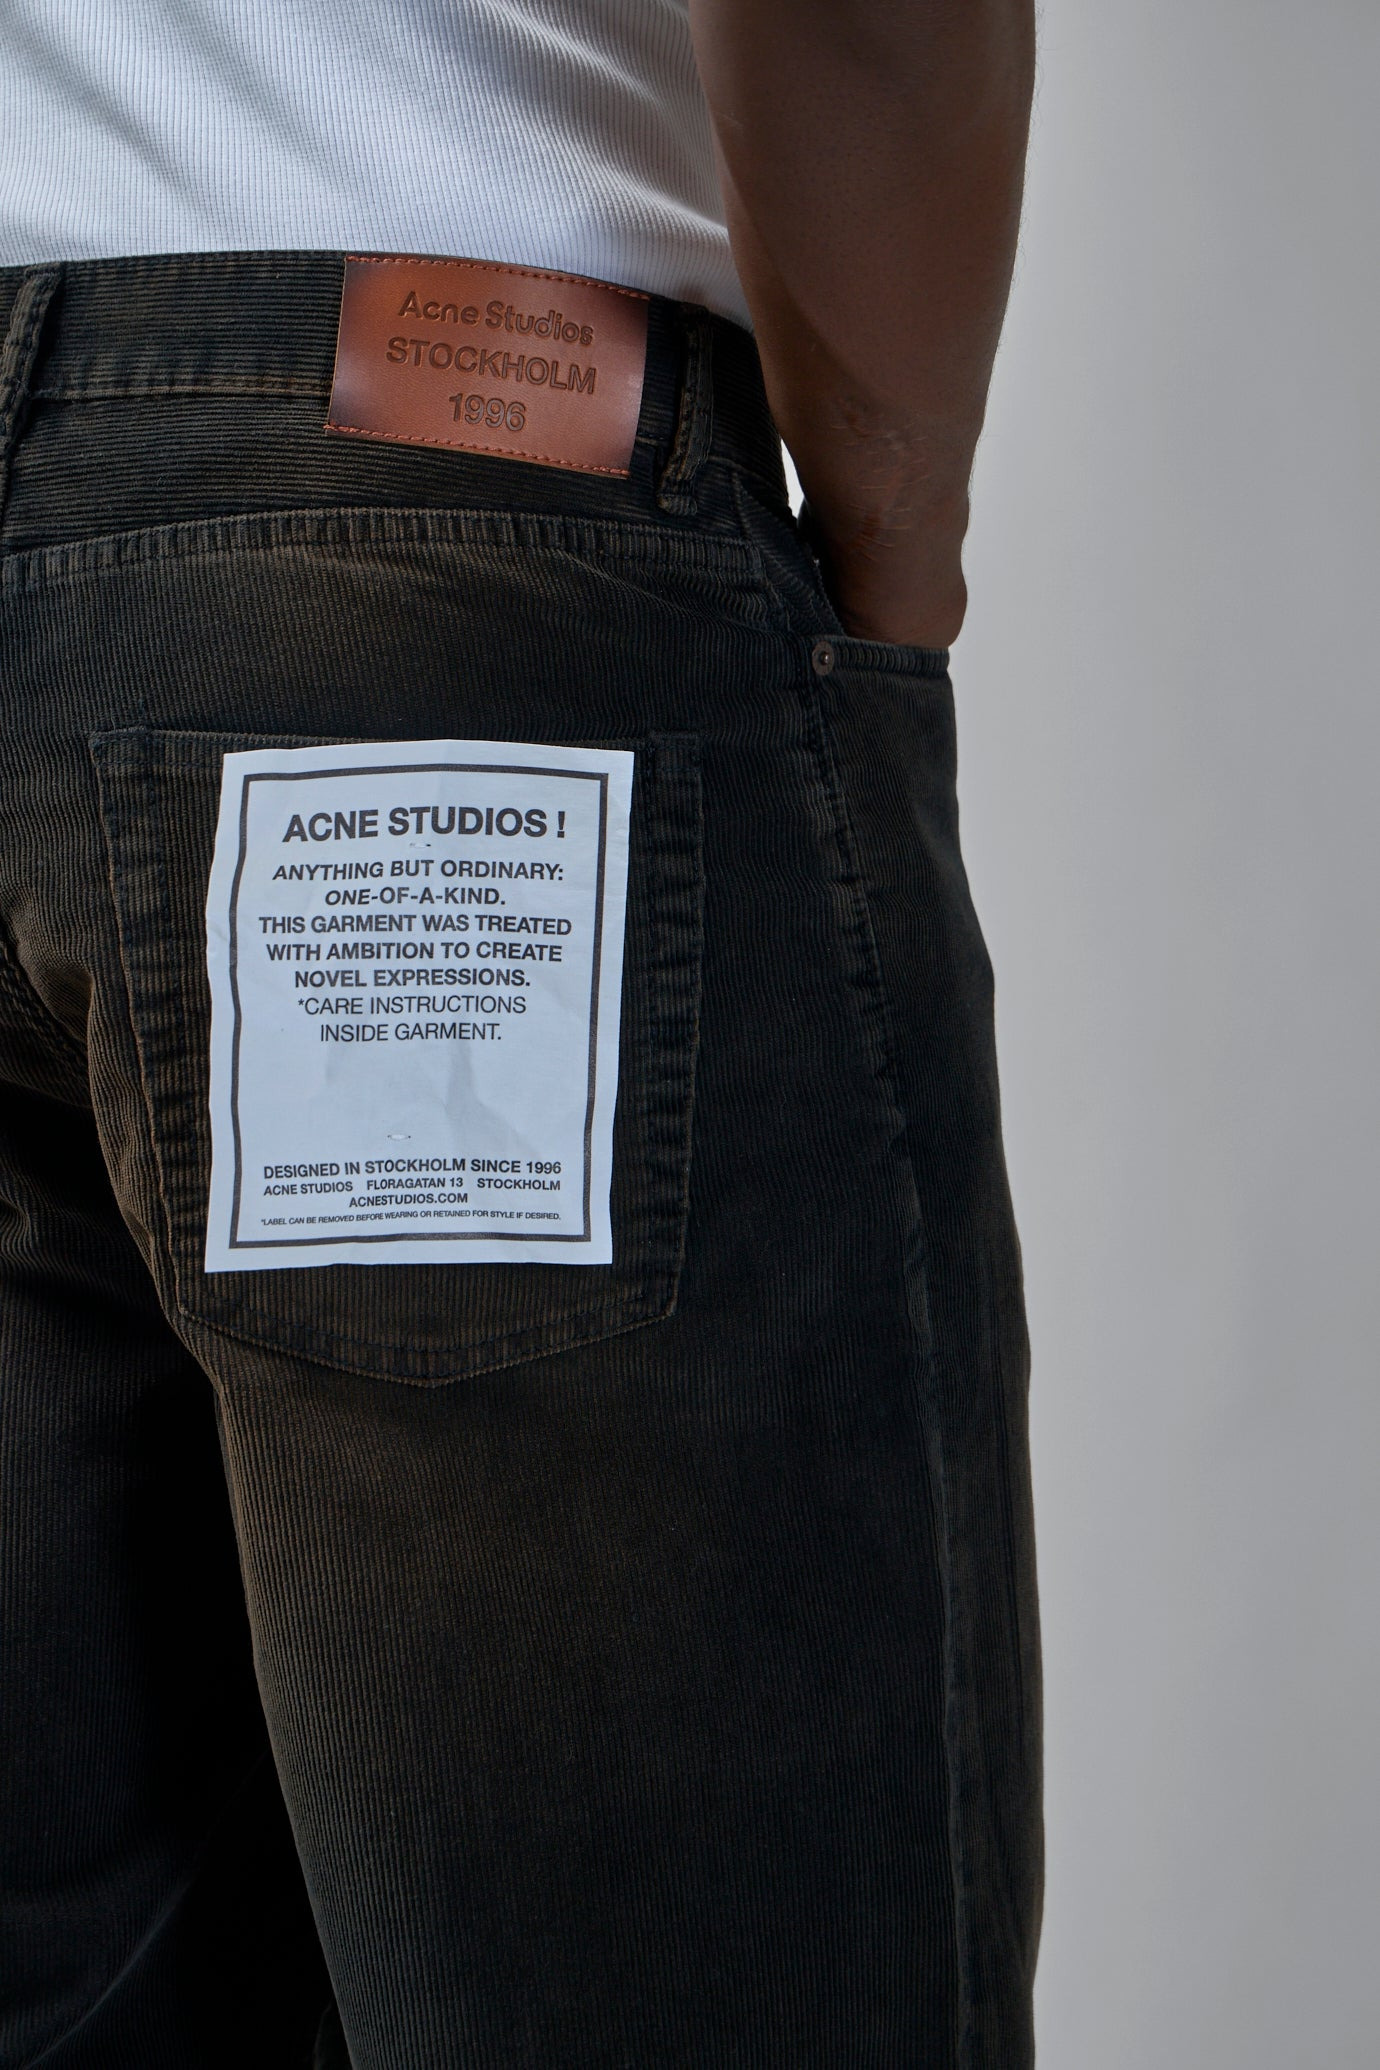 Acne Studios
STOCKHOLM
1996
ACNE STUDIOS !
ANYTHING BUT ORDINARY:
ONE-OF-A-KIND.
THIS GARMENT WAS TREATED
WITH AMBITION TO CREATE
NOVEL EXPRESSIONS.
*CARE INSTRUCTIONS
INSIDE GARMENT.
DESIGNED IN STOCKHOLM SINCE 1996
ACNE STUDIOS FLORAGATAN 13 STOCKHOLM
ACNESTUDIOS.COM
*LABEL CAN BE REMOVED BEFORE WEARING OR RETAINED FOR STYLE IF DESIRED.